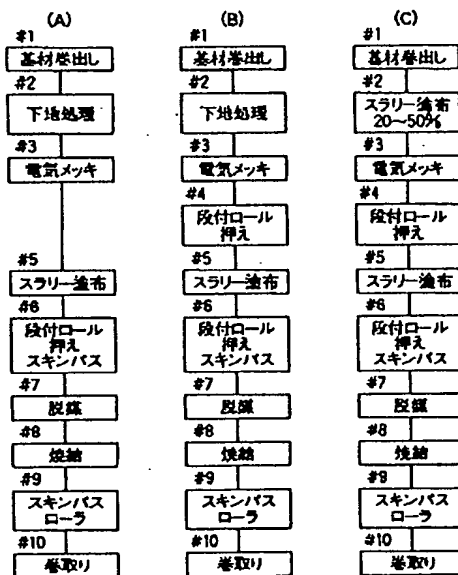 (A)
#1
基材巻出し
#2
下地処理
#3
電気メッキ
#5
スラリー塗布
#6
段付ロール
押え
スキンパス
#7
脱媒
#8
焼結
#9
スキンパス
ローラ
#10
巻取り
(B)
#1
基材巻出し
#2
下地処理
#3
電気メッキ
#4
段付ロール
押え
#5
スラリー塗布
#6
段付ロール
押え
スキンパス
#7
脱媒
#8
焼結
#9
スキンパス
ローラ
#10
巻取り
(C)
#1
基材巻出し
#2
スラリー塗布
20〜50%
#3
電気メッキ
#4
段付ロール
押え
#5
スラリー塗布
#6
段付ロール
押え
スキンパス
#7
脱媒
#8
焼結
#9
スキンパス
ローラ
#10
巻取り